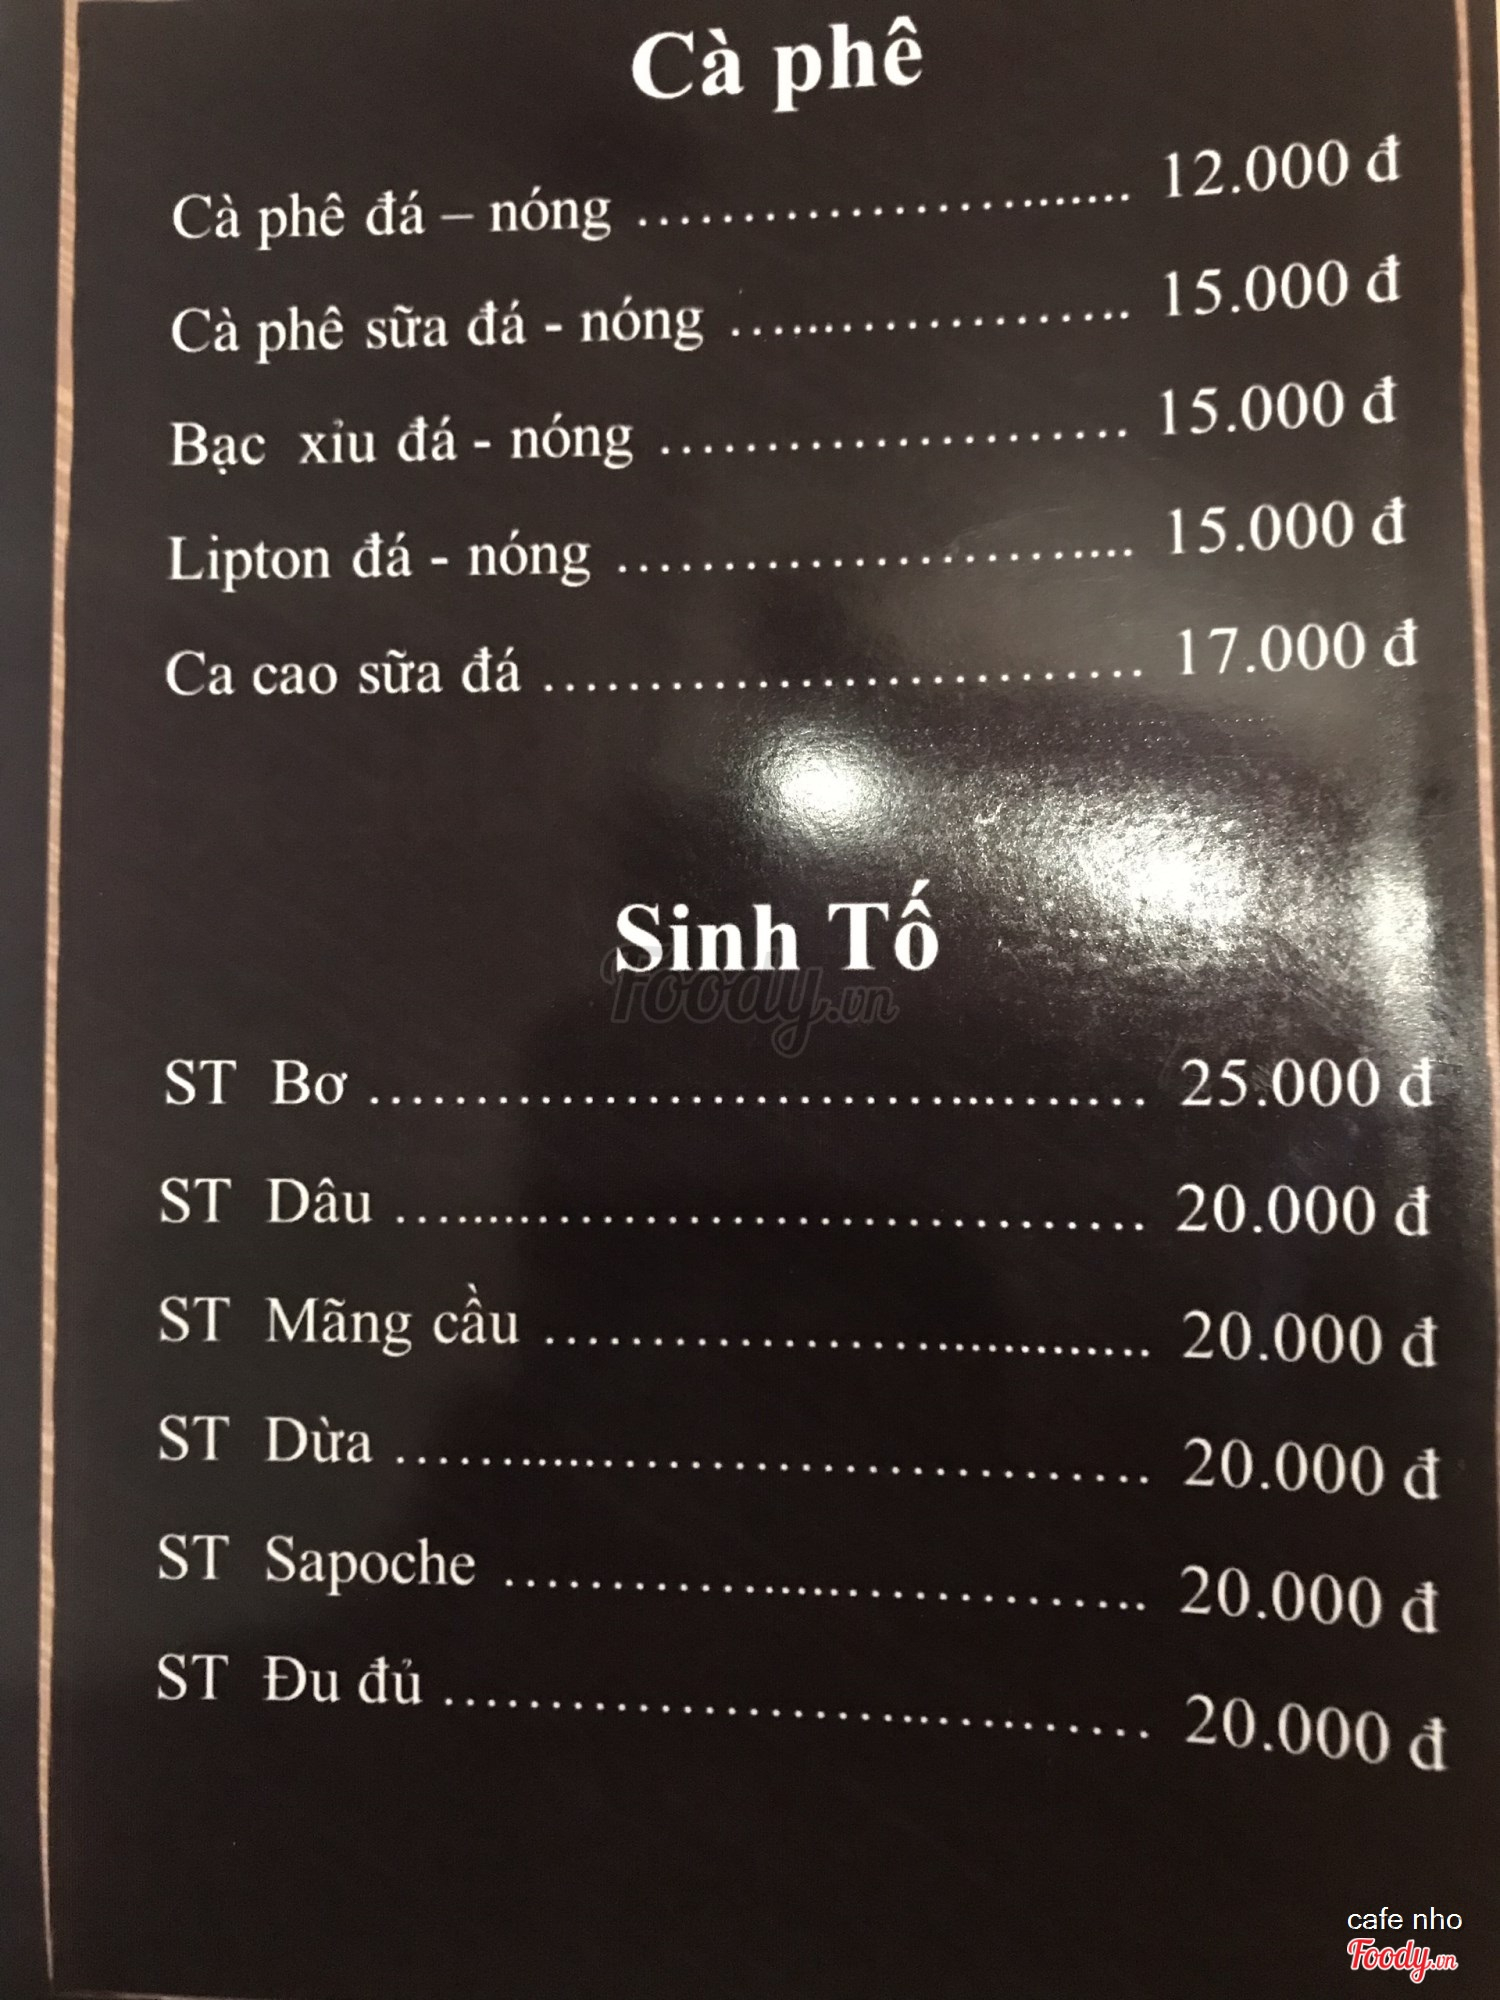 Cà phê
Cà phê đá – nóng ........................ 12.000 đ
Cà phê sữa đá - nóng ..................... 15.000 đ
Bạc xỉu đá - nóng ...................... 15.000 đ
Lipton đá - nóng ......................... 15.000 đ
Ca cao sữa đá ............................ 17.000 đ
Sinh Tố
Foody.vn
ST Bơ ...................................... 25.000 đ
ST Dâu ..................................... 20.000 đ
ST Mãng cầu .............................. 20.000 đ
ST Dừa ..................................... 20.000 đ
ST Sapoche ............................... 20.000 đ
ST Đu đủ ................................... 20.000 đ
cafe nho
Foody.vn